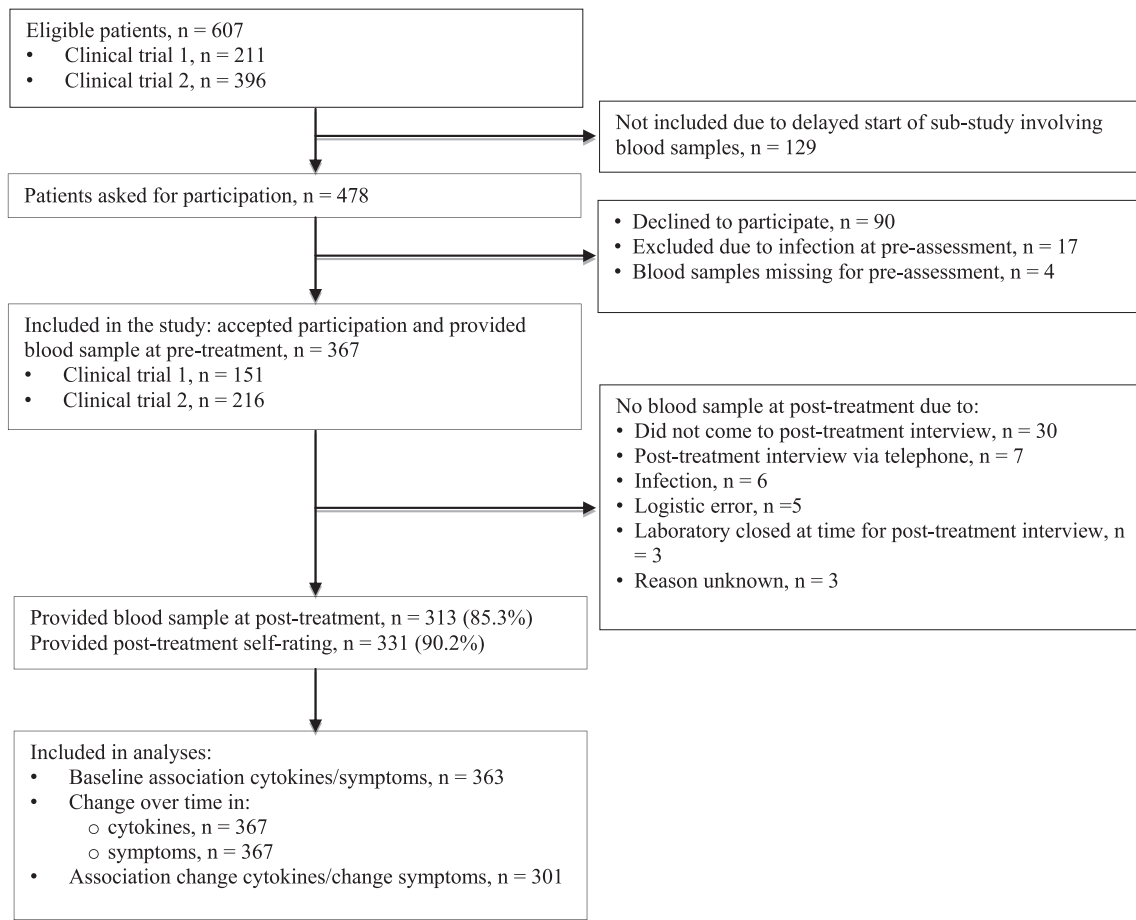 Eligible patients, n = 607
• Clinical trial 1, n = 211
• Clinical trial 2, n = 396
Not included due to delayed start of sub-study involving
blood samples, n = 129
Patients asked for participation, n = 478
• Declined to participate, n = 90
• Excluded due to infection at pre-assessment, n = 17
• Blood samples missing for pre-assessment, n = 4
Included in the study: accepted participation and provided
blood sample at pre-treatment, n = 367
• Clinical trial 1, n = 151
• Clinical trial 2, n = 216
No blood sample at post-treatment due to:
• Did not come to post-treatment interview, n = 30
• Post-treatment interview via telephone, n = 7
• Infection, n = 6
• Logistic error, n =5
• Laboratory closed at time for post-treatment interview, n
= 3
• Reason unknown, n = 3
Provided blood sample at post-treatment, n = 313 (85.3%)
Provided post-treatment self-rating, n = 331 (90.2%)
Included in analyses:
• Baseline association cytokines/symptoms, n = 363
• Change over time in:
o cytokines, n = 367
o symptoms, n = 367
• Association change cytokines/change symptoms, n = 301